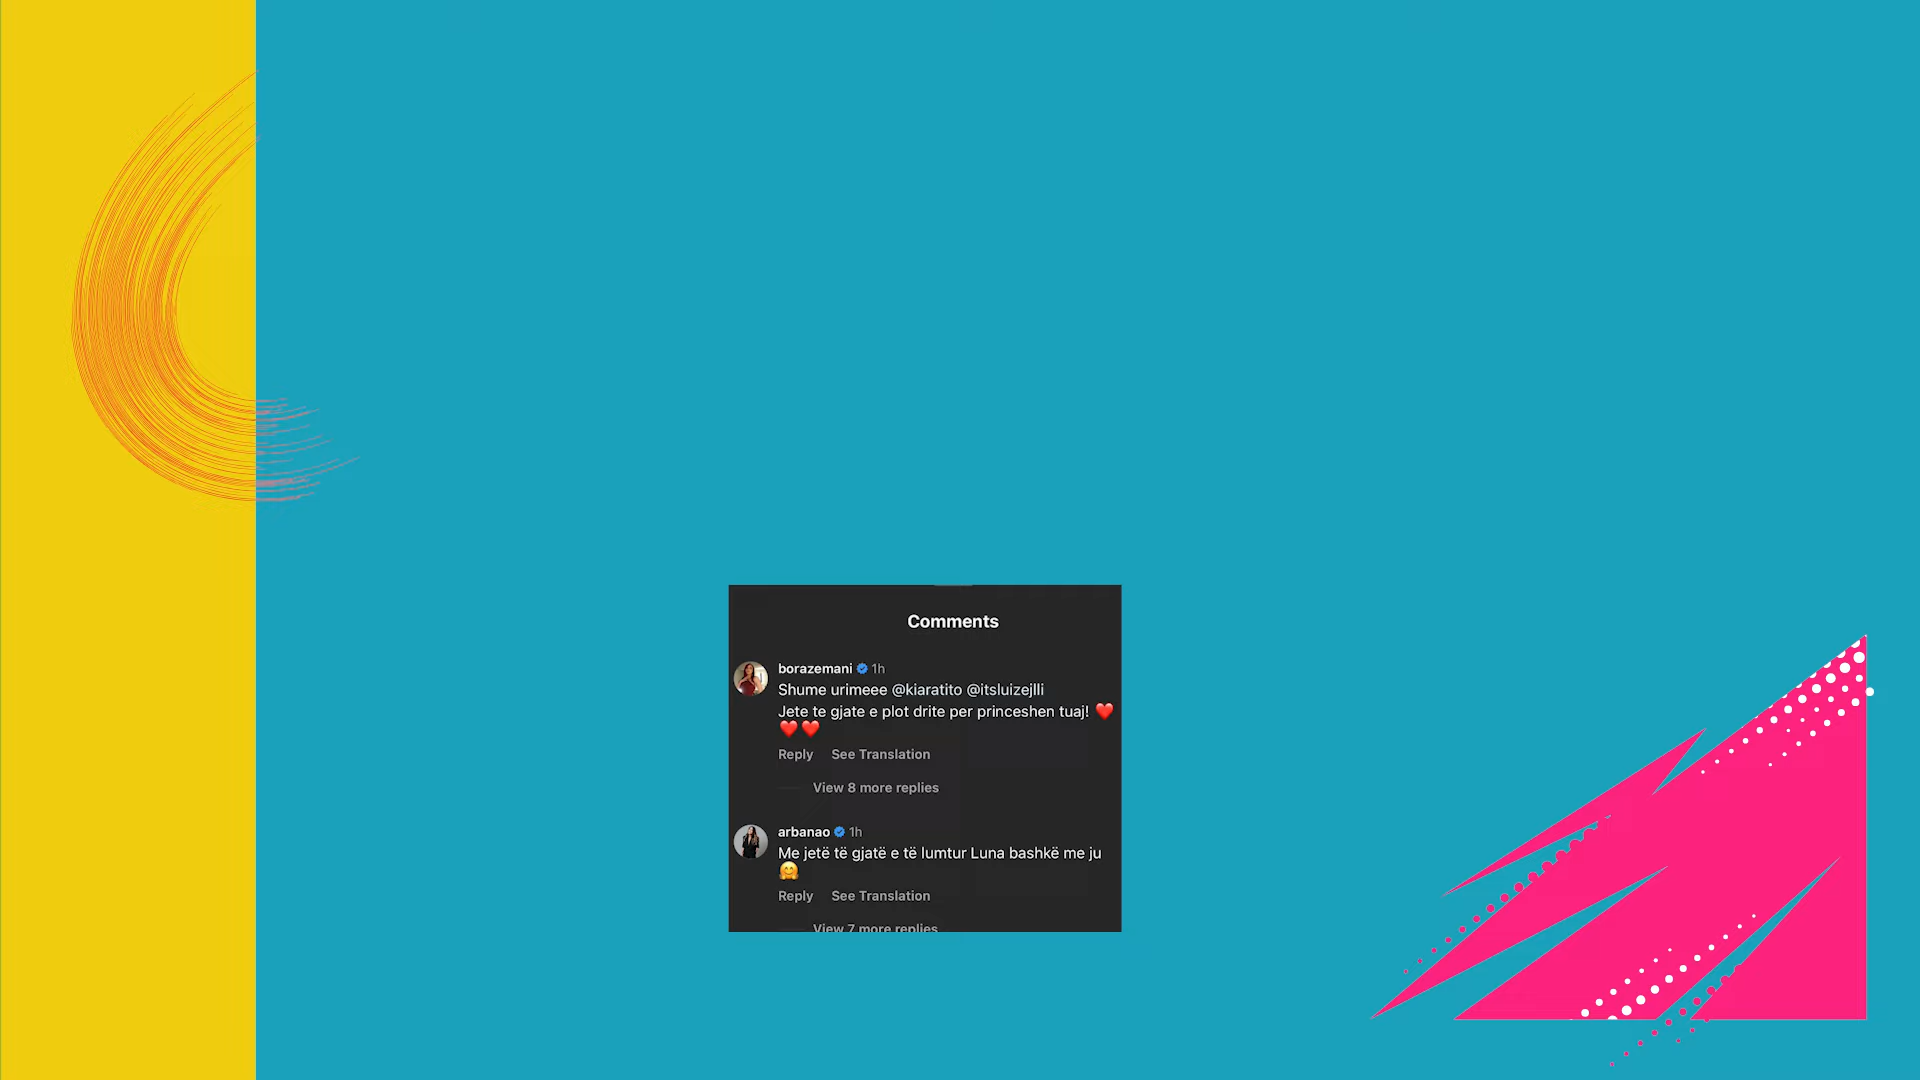 Comments
borazemani 1h
Shume urimeee @kiaratito @itsluizejlli
Jete te gjate e plot drite per princeshen tuaj! ❤️
❤️❤️
Reply See Translation
View 8 more replies
arbanao 1h
Me jetë të gjatë e të lumtur Luna bashkë me ju
🤗
Reply See Translation
View 7 more replies